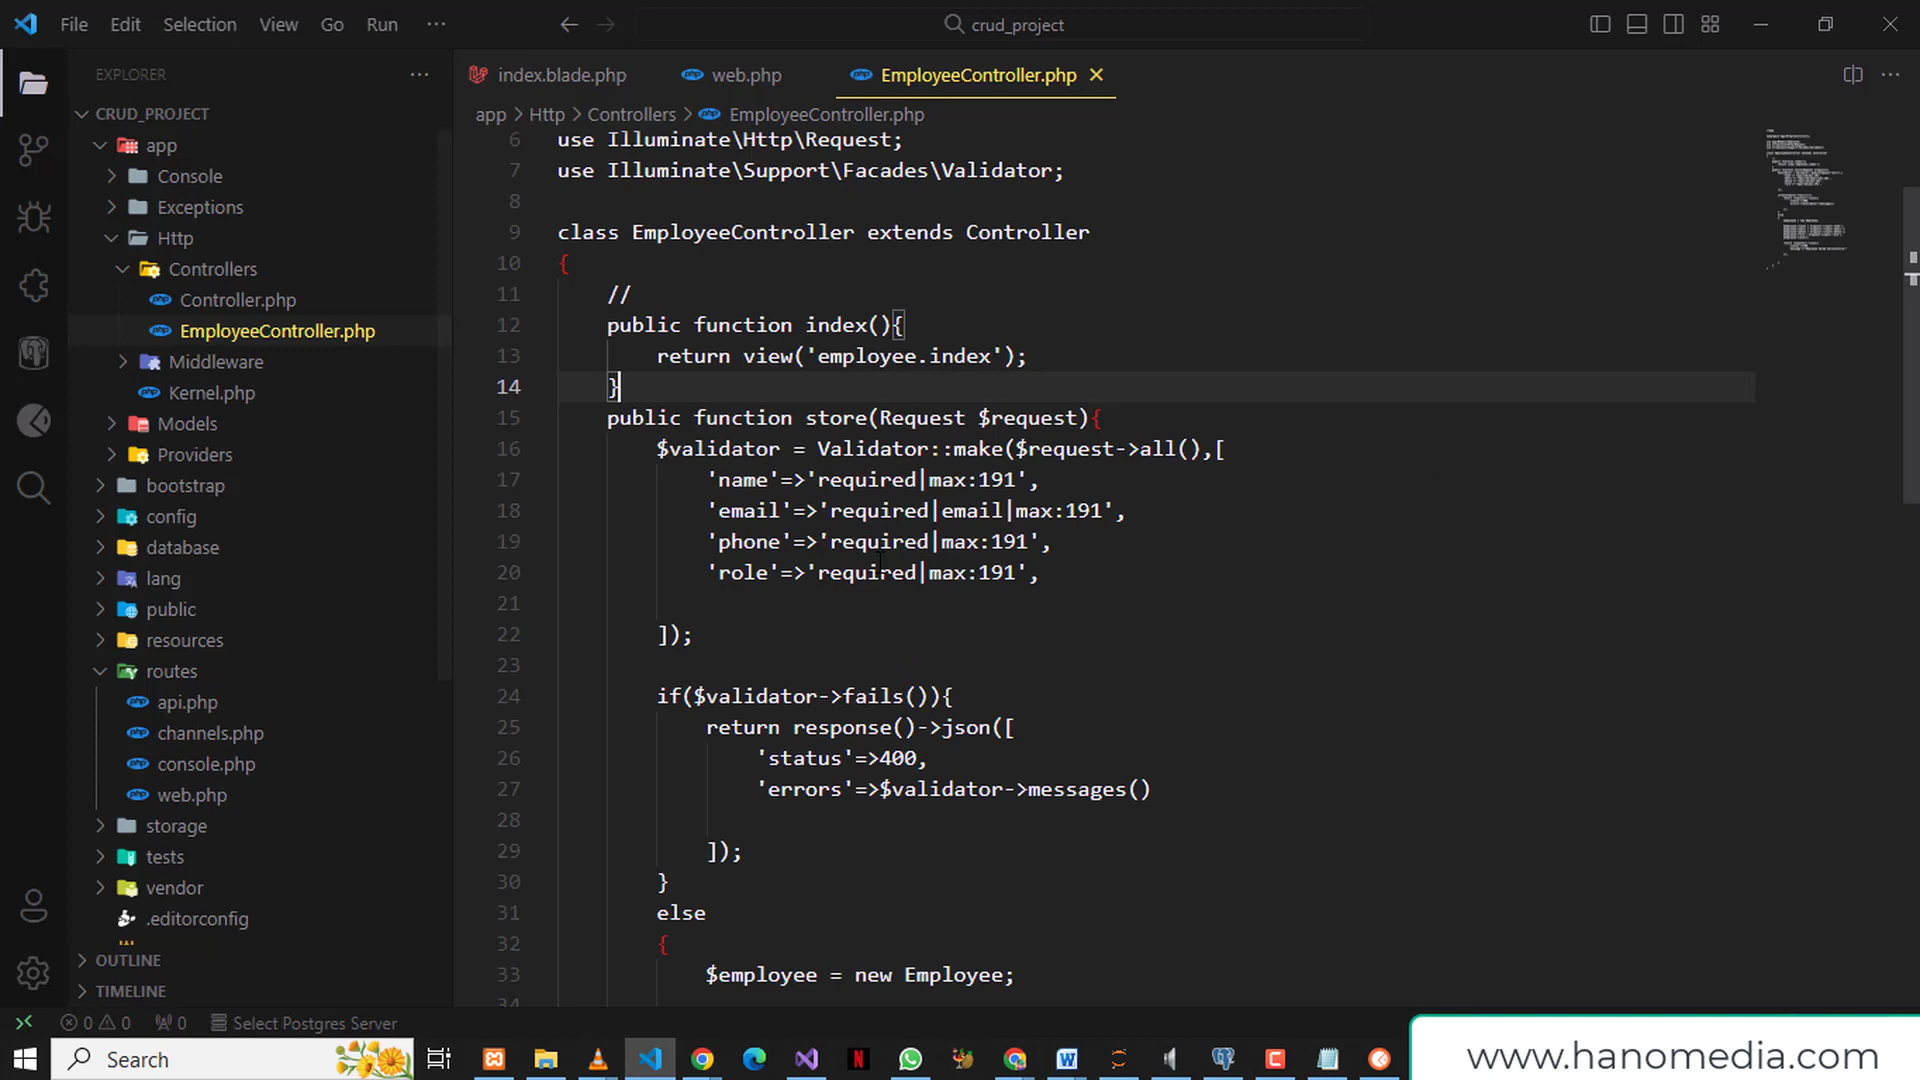 File Edit Selection View Go Run ···
crud_project
EXPLORER ···
CRUD_PROJECT
app
Console
Exceptions
Http
Controllers
Controller.php
EmployeeController.php
Middleware
Kernel.php
Models
Providers
bootstrap
config
database
lang
public
resources
routes
api.php
channels.php
console.php
web.php
storage
tests
vendor
.editorconfig
OUTLINE
TIMELINE
index.blade.php web.php EmployeeController.php
app > Http > Controllers > EmployeeController.php
6 use Illuminate\Http\Request;
7 use Illuminate\Support\Facades\Validator;
8
9 class EmployeeController extends Controller
10 {
11 //
12 public function index(){
13 return view('employee.index');
14 }
15 public function store(Request $request){
16 $validator = Validator::make($request->all(),[
17 'name'=>'required|max:191',
18 'email'=>'required|email|max:191',
19 'phone'=>'required|max:191',
20 'role'=>'required|max:191',
21
22 ]);
23
24 if($validator->fails()){
25 return response()->json([
26 'status'=>400,
27 'errors'=>$validator->messages()
28
29 ]);
30 }
31 else
32 {
33 $employee = new Employee;
34
0 0 0 Select Postgres Server
Search
www.hanomedia.com